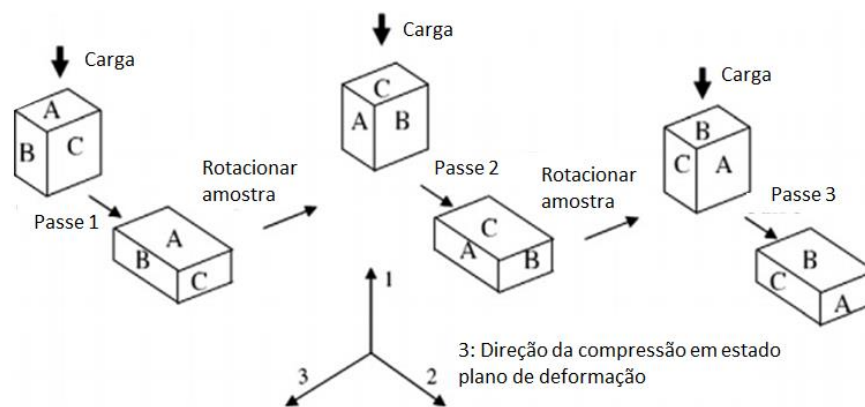 Carga
A
B
C
Passe 1
A
B
C
Rotacionar
amostra
Carga
C
A
B
Passe 2
C
A
B
Rotacionar
amostra
Carga
B
C
A
Passe 3
B
C
A
1
3
2
3: Direção da compressão em estado
plano de deformação